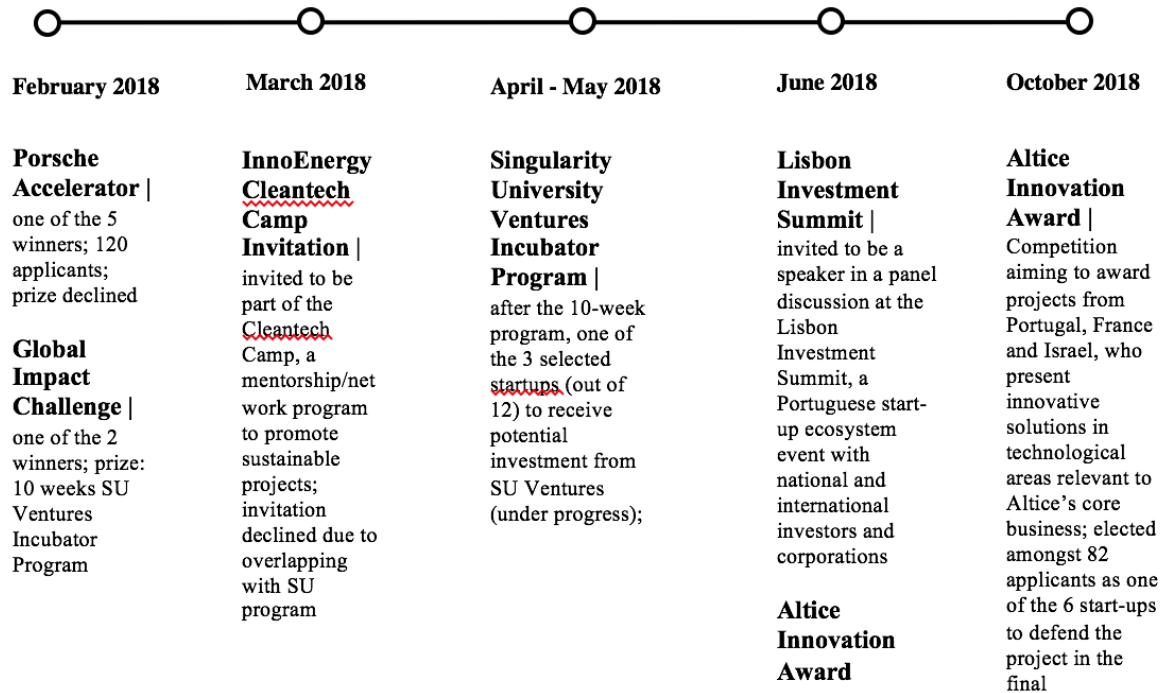 February 2018
Porsche
Accelerator |
one of the 5
winners; 120
applicants;
prize declined
Global
Impact
Challenge |
one of the 2
winners; prize:
10 weeks SU
Ventures
Incubator
Program
March 2018
InnoEnergy
Cleantech
Camp
Invitation |
invited to be
part of the
Cleantech
Camp, a
mentorship/net
work program
to promote
sustainable
projects;
invitation
declined due to
overlapping
with SU
program
April - May 2018
Singularity
University
Ventures
Incubator
Program |
after the 10-week
program, one of
the 3 selected
startups (out of
12) to receive
potential
investment from
SU Ventures
(under progress);
June 2018
Lisbon
Investment
Summit |
invited to be a
speaker in a panel
discussion at the
Lisbon
Investment
Summit, a
Portuguese start-
up ecosystem
event with
national and
international
investors and
corporations
Altice
Innovation
Award
October 2018
Altice
Innovation
Award |
Competition
aiming to award
projects from
Portugal, France
and Israel, who
present
innovative
solutions in
technological
areas relevant to
Altice’s core
business; elected
amongst 82
applicants as one
of the 6 start-ups
to defend the
project in the
final